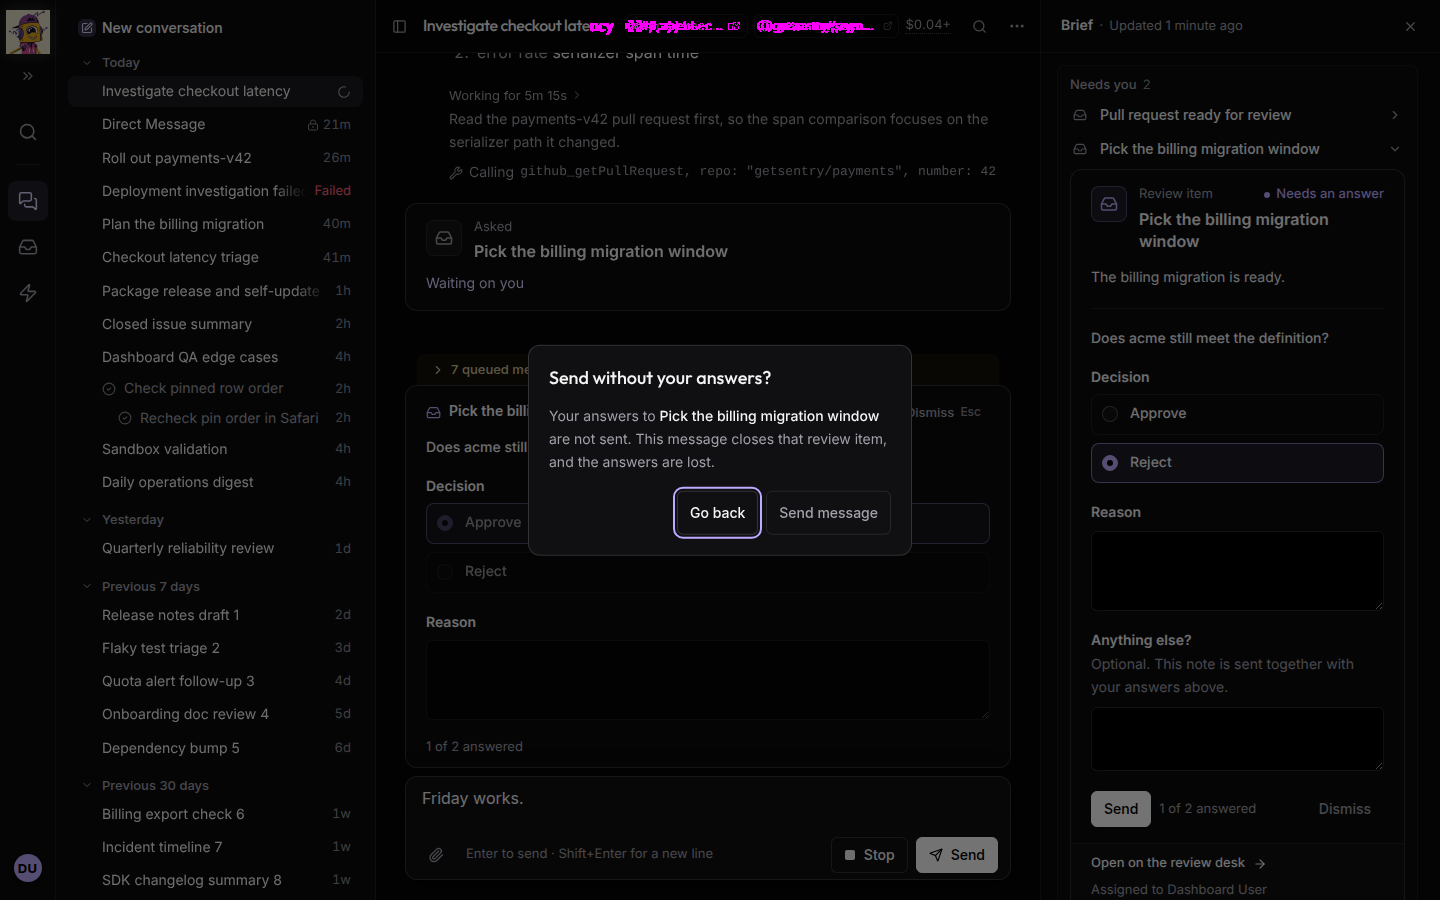 New conversation
Today
Investigate checkout latency
Direct Message 21m
Roll out payments-v42 26m
Deployment investigation failed Failed
Plan the billing migration 40m
Checkout latency triage 41m
Package release and self-update 1h
Closed issue summary 2h
Dashboard QA edge cases 4h
Check pinned row order 2h
Recheck pin order in Safari 2h
Sandbox validation 4h
Daily operations digest 4h
Yesterday
Quarterly reliability review 1d
Previous 7 days
Release notes draft 1 2d
Flaky test triage 2 3d
Quota alert follow-up 3 4d
Onboarding doc review 4 5d
Dependency bump 5 6d
Previous 30 days
Billing export check 6 1w
Incident timeline 7 1w
SDK changelog summary 8 1w
DU
Investigate checkout latency
$0.04+
2. error rate serializer span time
Working for 5m 15s
Read the payments-v42 pull request first, so the span comparison focuses on the
serializer path it changed.
Calling github_getPullRequest, repo: "getsentry/payments", number: 42
Asked
Pick the billing migration window
Waiting on you
7 queued me
Pick the bill
Dismiss Esc
Does acme still
Decision
Approve
Reject
Reason
1 of 2 answered
Friday works.
Enter to send · Shift+Enter for a new line
Stop
Send
Send without your answers?
Your answers to Pick the billing migration window
are not sent. This message closes that review item,
and the answers are lost.
Go back
Send message
Brief · Updated 1 minute ago
Needs you 2
Pull request ready for review
Pick the billing migration window
Review item
Needs an answer
Pick the billing migration
window
The billing migration is ready.
Does acme still meet the definition?
Decision
Approve
Reject
Reason
Anything else?
Optional. This note is sent together with
your answers above.
Send
1 of 2 answered
Dismiss
Open on the review desk →
Assigned to Dashboard User